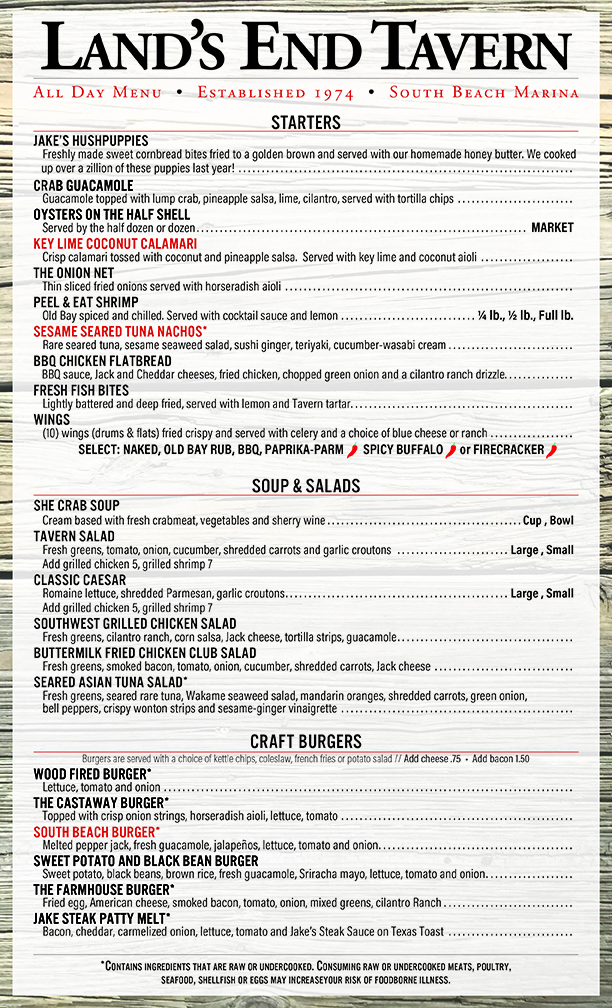 LAND'S END TAVERN
ALL DAY MENU • ESTABLISHED 1974 • SOUTH BEACH MARINA
STARTERS
JAKE'S HUSHPUPPIES
Freshly made sweet cornbread bites fried to a golden brown and served with our homemade honey butter. We cooked
up over a zillion of these puppies last year!
CRAB GUACAMOLE
Guacamole topped with lump crab, pineapple salsa, lime, cilantro, served with tortilla chips
OYSTERS ON THE HALF SHELL
Served by the half dozen or dozen MARKET
KEY LIME COCONUT CALAMARI
Crisp calamari tossed with coconut and pineapple salsa. Served with key lime and coconut aioli
THE ONION NET
Thin sliced fried onions served with horseradish aioli
PEEL & EAT SHRIMP
Old Bay spiced and chilled. Served with cocktail sauce and lemon ¼ lb., ½ lb., Full lb.
SESAME SEARED TUNA NACHOS*
Rare seared tuna, sesame seaweed salad, sushi ginger, teriyaki, cucumber-wasabi cream
BBQ CHICKEN FLATBREAD
BBQ sauce, Jack and Cheddar cheeses, fried chicken, chopped green onion and a cilantro ranch drizzle.
FRESH FISH BITES
Lightly battered and deep fried, served with lemon and Tavern tartar.
WINGS
(10) wings (drums & flats) fried crispy and served with celery and a choice of blue cheese or ranch
SELECT: NAKED, OLD BAY RUB, BBQ, PAPRIKA-PARM SPICY BUFFALO or FIRECRACKER
SOUP & SALADS
SHE CRAB SOUP
Cream based with fresh crabmeat, vegetables and sherry wine Cup , Bowl
TAVERN SALAD
Fresh greens, tomato, onion, cucumber, shredded carrots and garlic croutons Large , Small
Add grilled chicken 5, grilled shrimp 7
CLASSIC CAESAR
Romaine lettuce, shredded Parmesan, garlic croutons. Large , Small
Add grilled chicken 5, grilled shrimp 7
SOUTHWEST GRILLED CHICKEN SALAD
Fresh greens, cilantro ranch, corn salsa, Jack cheese, tortilla strips, guacamole.
BUTTERMILK FRIED CHICKEN CLUB SALAD
Fresh greens, smoked bacon, tomato, onion, cucumber, shredded carrots, Jack cheese
SEARED ASIAN TUNA SALAD*
Fresh greens, seared rare tuna, Wakame seaweed salad, mandarin oranges, shredded carrots, green onion,
bell peppers, crispy wonton strips and sesame-ginger vinaigrette
CRAFT BURGERS
Burgers are served with a choice of kettle chips, coleslaw, french fries or potato salad // Add cheese .75 • Add bacon 1.50
WOOD FIRED BURGER*
Lettuce, tomato and onion
THE CASTAWAY BURGER*
Topped with crisp onion strings, horseradish aioli, lettuce, tomato
SOUTH BEACH BURGER*
Melted pepper jack, fresh guacamole, jalapeños, lettuce, tomato and onion.
SWEET POTATO AND BLACK BEAN BURGER
Sweet potato, black beans, brown rice, fresh guacamole, Sriracha mayo, lettuce, tomato and onion.
THE FARMHOUSE BURGER*
Fried egg, American cheese, smoked bacon, tomato, onion, mixed greens, cilantro Ranch
JAKE STEAK PATTY MELT*
Bacon, cheddar, carmelized onion, lettuce, tomato and Jake's Steak Sauce on Texas Toast
*CONTAINS INGREDIENTS THAT ARE RAW OR UNDERCOOKED. CONSUMING RAW OR UNDERCOOKED MEATS, POULTRY,
SEAFOOD, SHELLFISH OR EGGS MAY INCREASEYOUR RISK OF FOODBORNE ILLNESS.